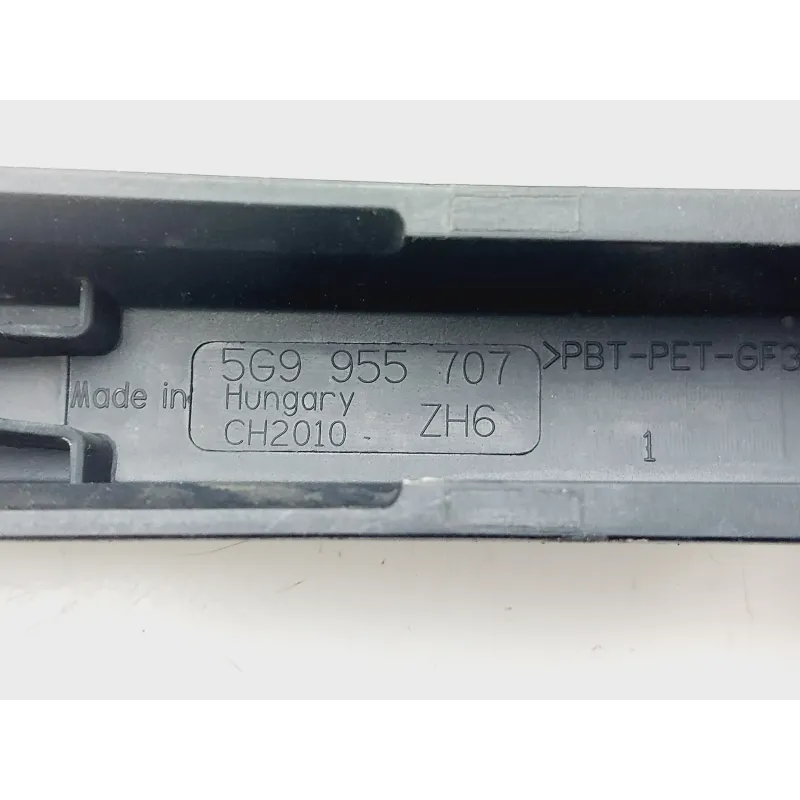 5G9 955 707
Made in Hungary
CH2010 ZH6
>PBT-PET-GF3
1